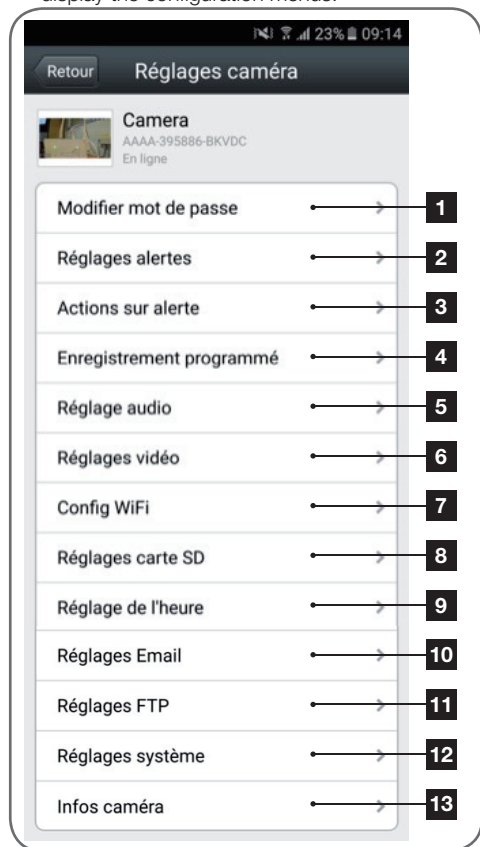 display the configuration menus.
23% 09:14
Retour Réglages caméra
Camera
AAAA-395886-BKVDC
En ligne
Modifier mot de passe 1
Réglages alertes 2
Actions sur alerte 3
Enregistrement programmé 4
Réglage audio 5
Réglages vidéo 6
Config WiFi 7
Réglages carte SD 8
Réglage de l'heure 9
Réglages Email 10
Réglages FTP 11
Réglages système 12
Infos caméra 13